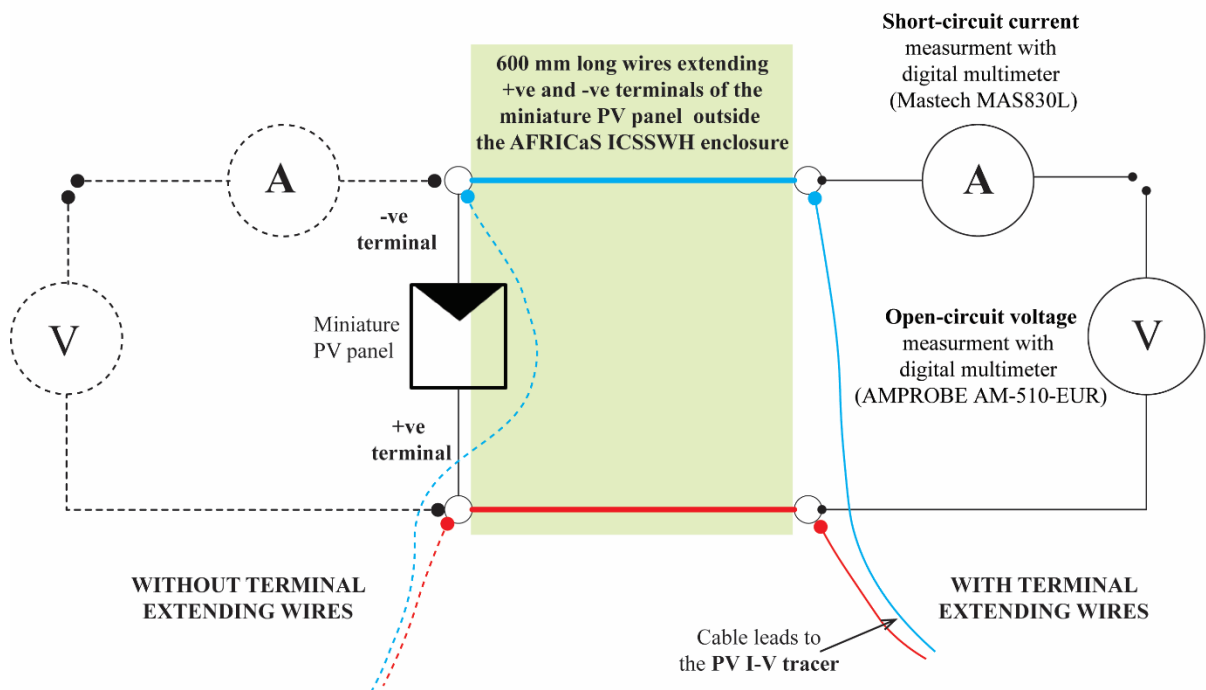 600 mm long wires extending
+ve and -ve terminals of the
miniature PV panel outside
the AFRICaS ICSSWH enclosure
Short-circuit current
measurment with
digital multimeter
(Mastech MAS830L)
A
A
-ve
terminal
V
Miniature
PV panel
Open-circuit voltage
measurment with
digital multimeter
(AMPROBE AM-510-EUR)
V
+ve
terminal
WITHOUT TERMINAL
EXTENDING WIRES
WITH TERMINAL
EXTENDING WIRES
Cable leads to
the PV I-V tracer